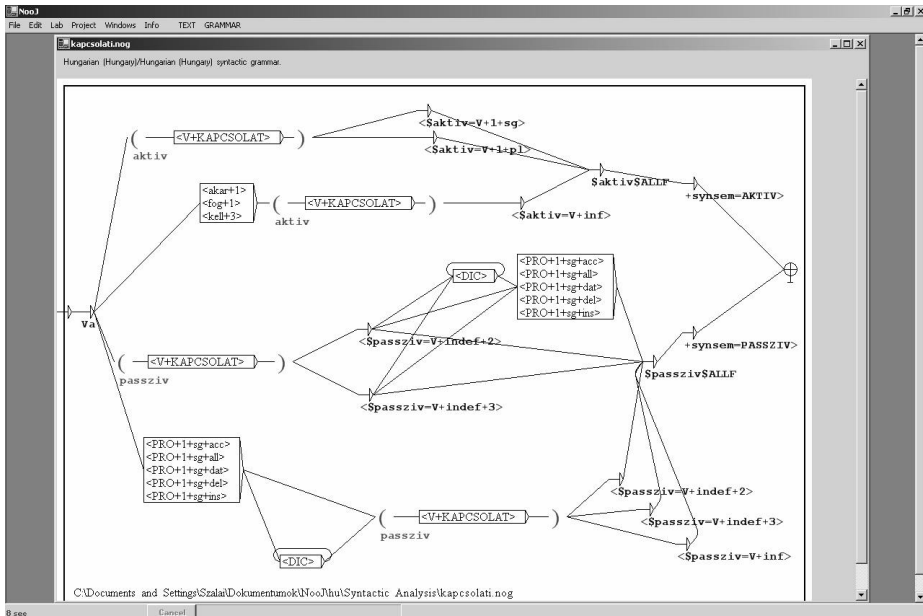 NooJ
File Edit Lab Project Windows Info TEXT GRAMMAR
kapcsolati.nog
Hungarian (Hungary)/Hungarian (Hungary) syntactic grammar.
<$aktiv=V+1+sg>
( <V+KAPCSOLAT> )
aktiv
<$aktiv=V+1+pl>
$aktiv$ALLF
+synsem=AKTIV>
<akar+1>
<fog+1>
<kell+3>
( <V+KAPCSOLAT> )
aktiv
<$aktiv=V+inf>
<DIC>
<PRO+1+sg+acc>
<PRO+1+sg+all>
<PRO+1+sg+dat>
<PRO+1+sg+del>
<PRO+1+sg+ins>
Va
<$passziv=V+indef+2>
+synsem=PASSZIV>
( <V+KAPCSOLAT> )
passziv
$passziv$ALLF
<$passziv=V+indef+3>
<PRO+1+sg+acc>
<PRO+1+sg+all>
<PRO+1+sg+dat>
<PRO+1+sg+del>
<PRO+1+sg+ins>
<$passziv=V+indef+2>
( <V+KAPCSOLAT> )
passziv
<$passziv=V+indef+3>
<$passziv=V+inf>
<DIC>
C:\Documents and Settings\Szalai\Dokumentumok\NooJ\hu\Syntactic Analysis\kapcsolati.nog
8 sec Cancel